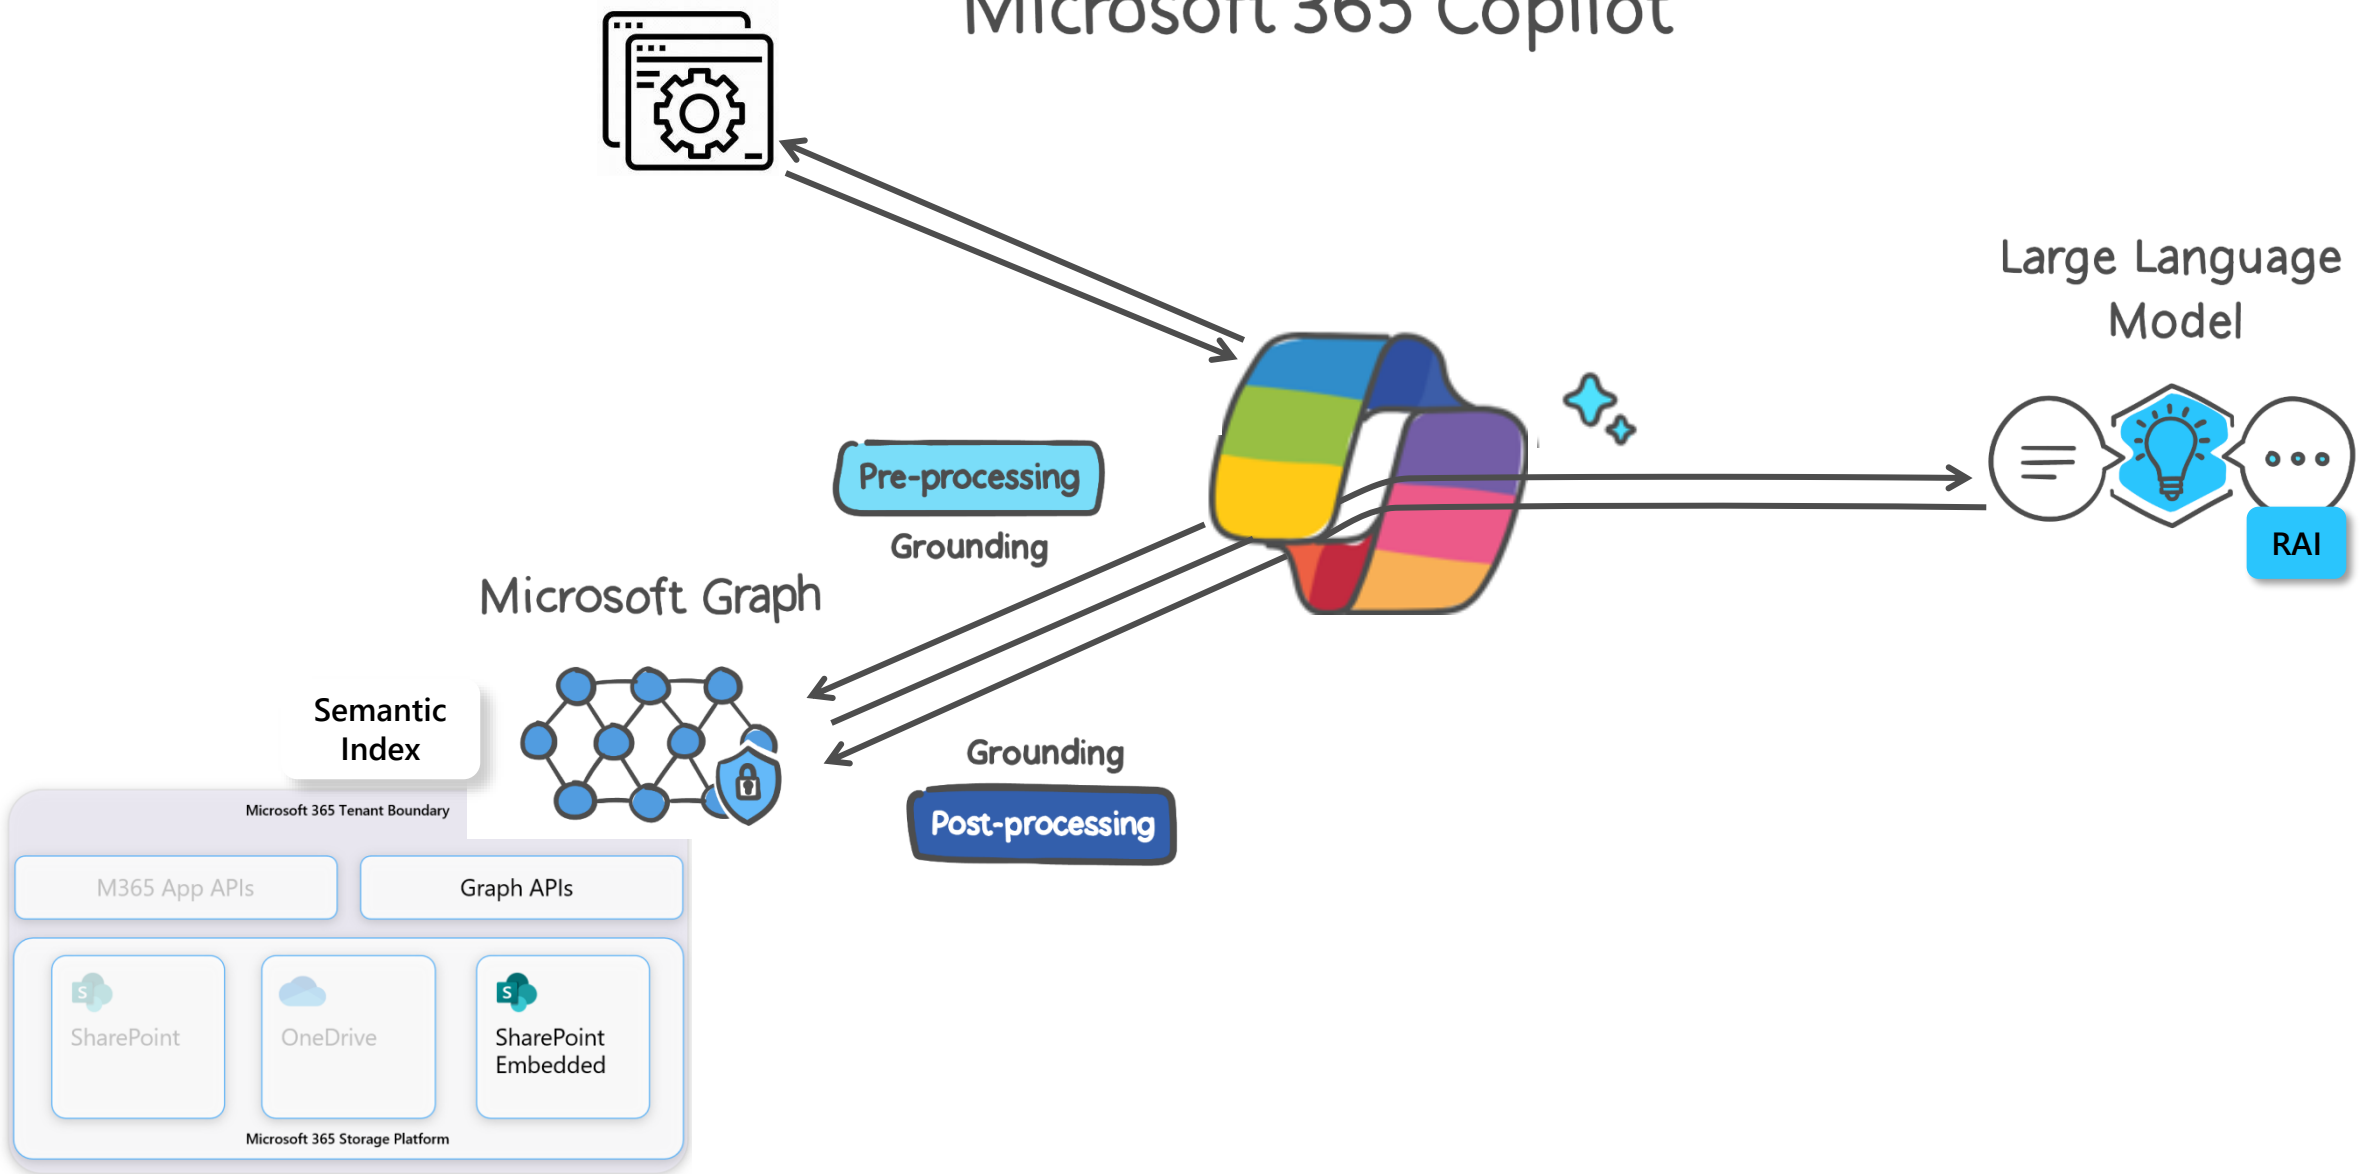 Microsoft 365 Copilot
Large Language
Model
Pre-processing
Grounding
RAI
Microsoft Graph
Semantic
Index
Grounding
Post-processing
Microsoft 365 Tenant Boundary
M365 App APIs
Graph APIs
S
SharePoint
OneDrive
S
SharePoint
Embedded
Microsoft 365 Storage Platform